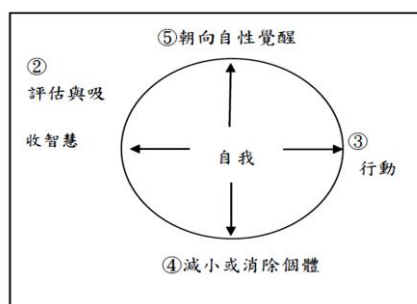 ⑤朝向自性覺醒
②
評估與吸
收智慧
自我
③
行動
④減小或消除個體